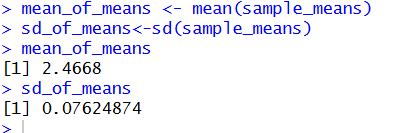 > mean_of_means <- mean(sample_means)
> sd_of_means<-sd(sample_means)
> mean_of_means
[1] 2.4668
> sd_of_means
[1] 0.07624874
>